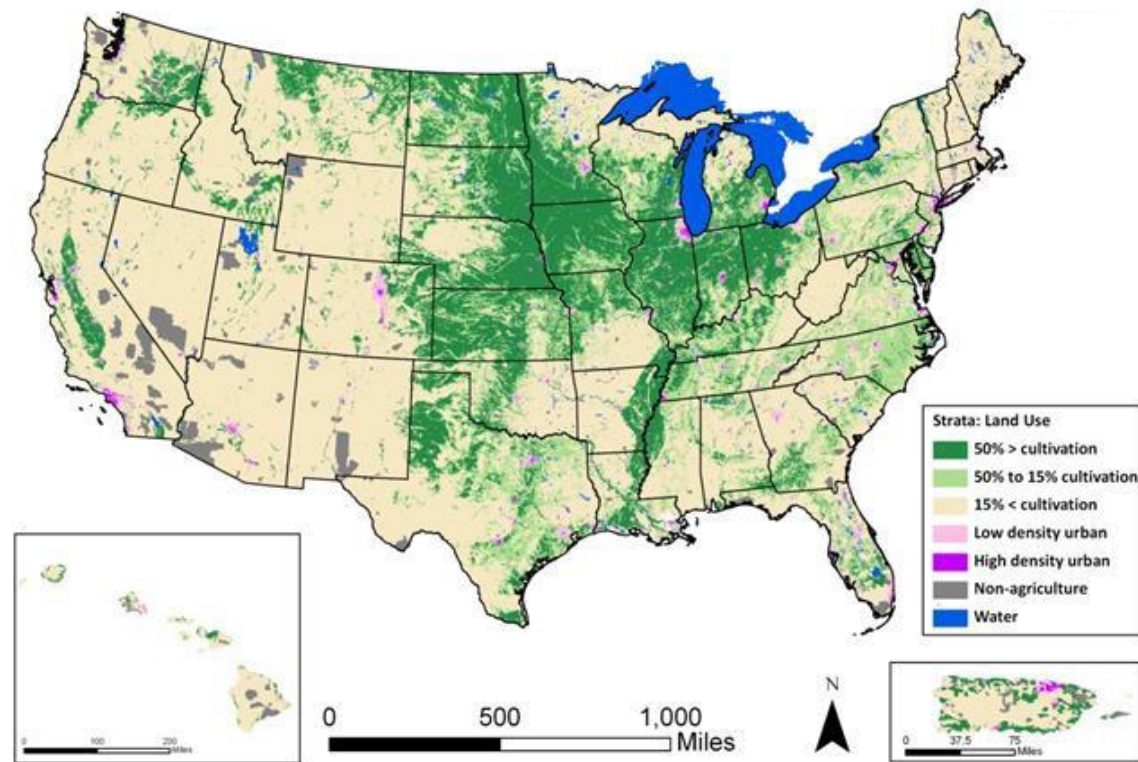 Strata: Land Use
50% > cultivation
50% to 15% cultivation
15% < cultivation
Low density urban
High density urban
Non-agriculture
Water
N
0 500 1,000
Miles
0 100 200
Miles
0 37.5 75
Miles